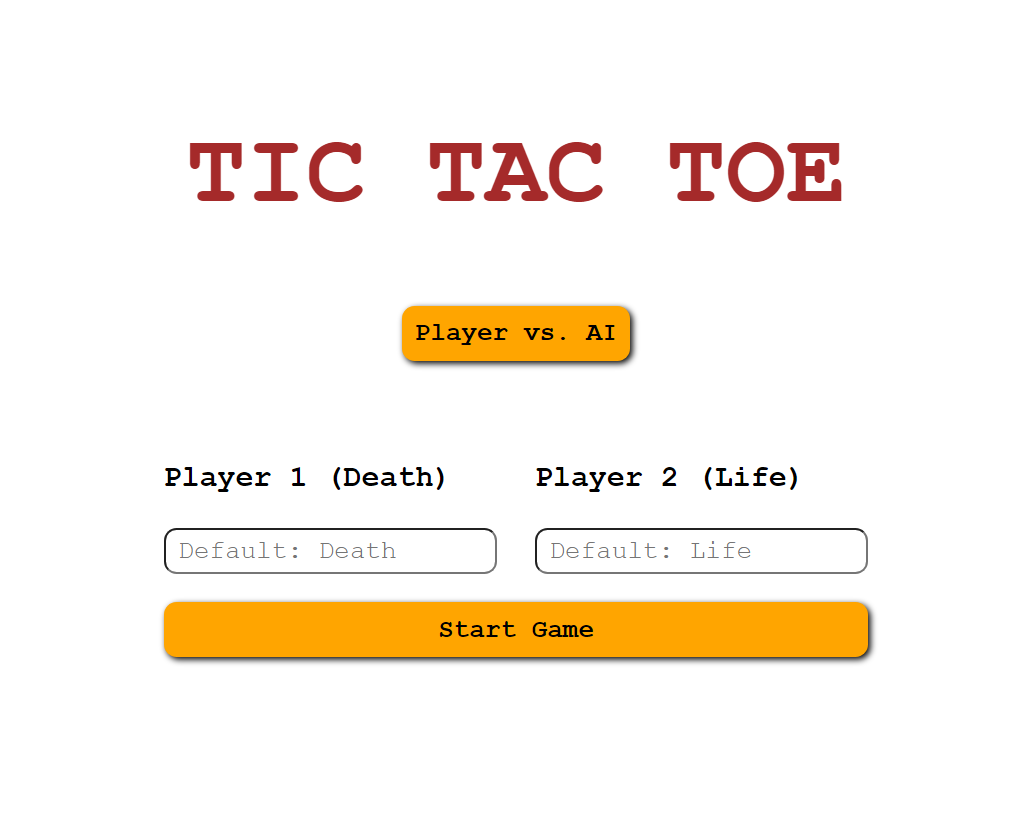 TIC TAC TOE
Player vs. AI
Player 1 (Death)
Player 2 (Life)
Default: Death
Default: Life
Start Game